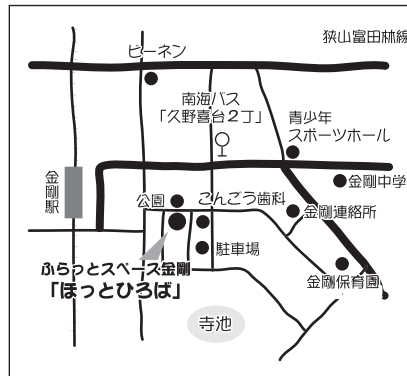 狭山富田林線
ピーネン
南海バス
「久野喜台2丁」
青少年
スポーツホール
金剛駅
公園
こんごう歯科
金剛中学
金剛連絡所
駐車場
ふらっとスペース金剛
「ほっとひろば」
金剛保育園
寺池